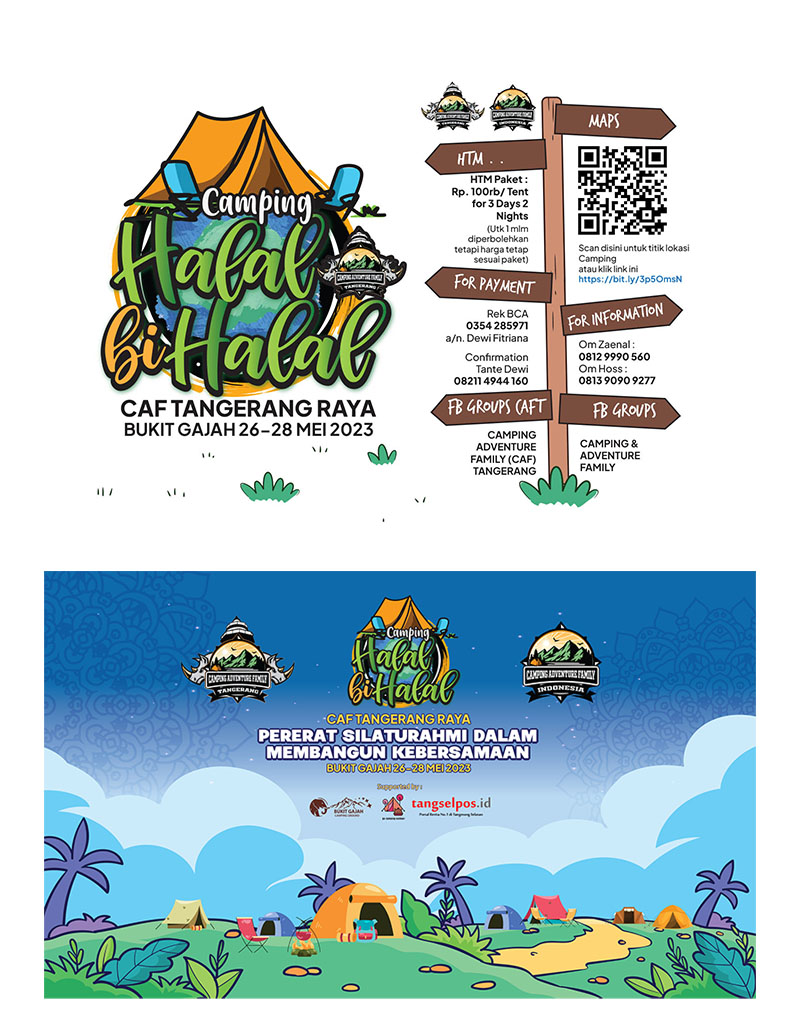 Camping
Halal
bi Halal
CAMPING ADVENTURE FAMILY
TANGERANG
CAF TANGERANG RAYA
BUKIT GAJAH 26-28 MEI 2023
CAMPING ADVENTURE FAMILY
TANGERANG
CAMPING ADVENTURE FAMILY
INDONESIA
HTM . .
HTM Paket :
Rp. 100rb/ Tent
for 3 Days 2
Nights
(Utk 1 mlm
diperbolehkan
tetapi harga tetap
sesuai paket)
FOR PAYMENT
Rek BCA
0354 285971
a/n. Dewi Fitriana
Confirmation
Tante Dewi
08211 4944 160
FB GROUPS CAFT
CAMPING
ADVENTURE
FAMILY (CAF)
TANGERANG
MAPS
Scan disini untuk titik lokasi
Camping
atau klik link ini
https://bit.ly/3p5OmsN
FOR INFORMATION
Om Zaenal :
0812 9990 560
Om Hoss :
0813 9090 9277
FB GROUPS
CAMPING &
ADVENTURE
FAMILY
CAMPING ADVENTURE FAMILY
TANGERANG
Camping
Halal
bi Halal
CAMPING ADVENTURE FAMILY
INDONESIA
CAF TANGERANG RAYA
PERERAT SILATURAHMI DALAM
MEMBANGUN KEBERSAMAAN
BUKIT GAJAH 26-28 MEI 2023
Supported by :
BUKIT GAJAH
CAMPING GROUND
tangselpos.id
Portal Berita No.1 di Tangerang Selatan